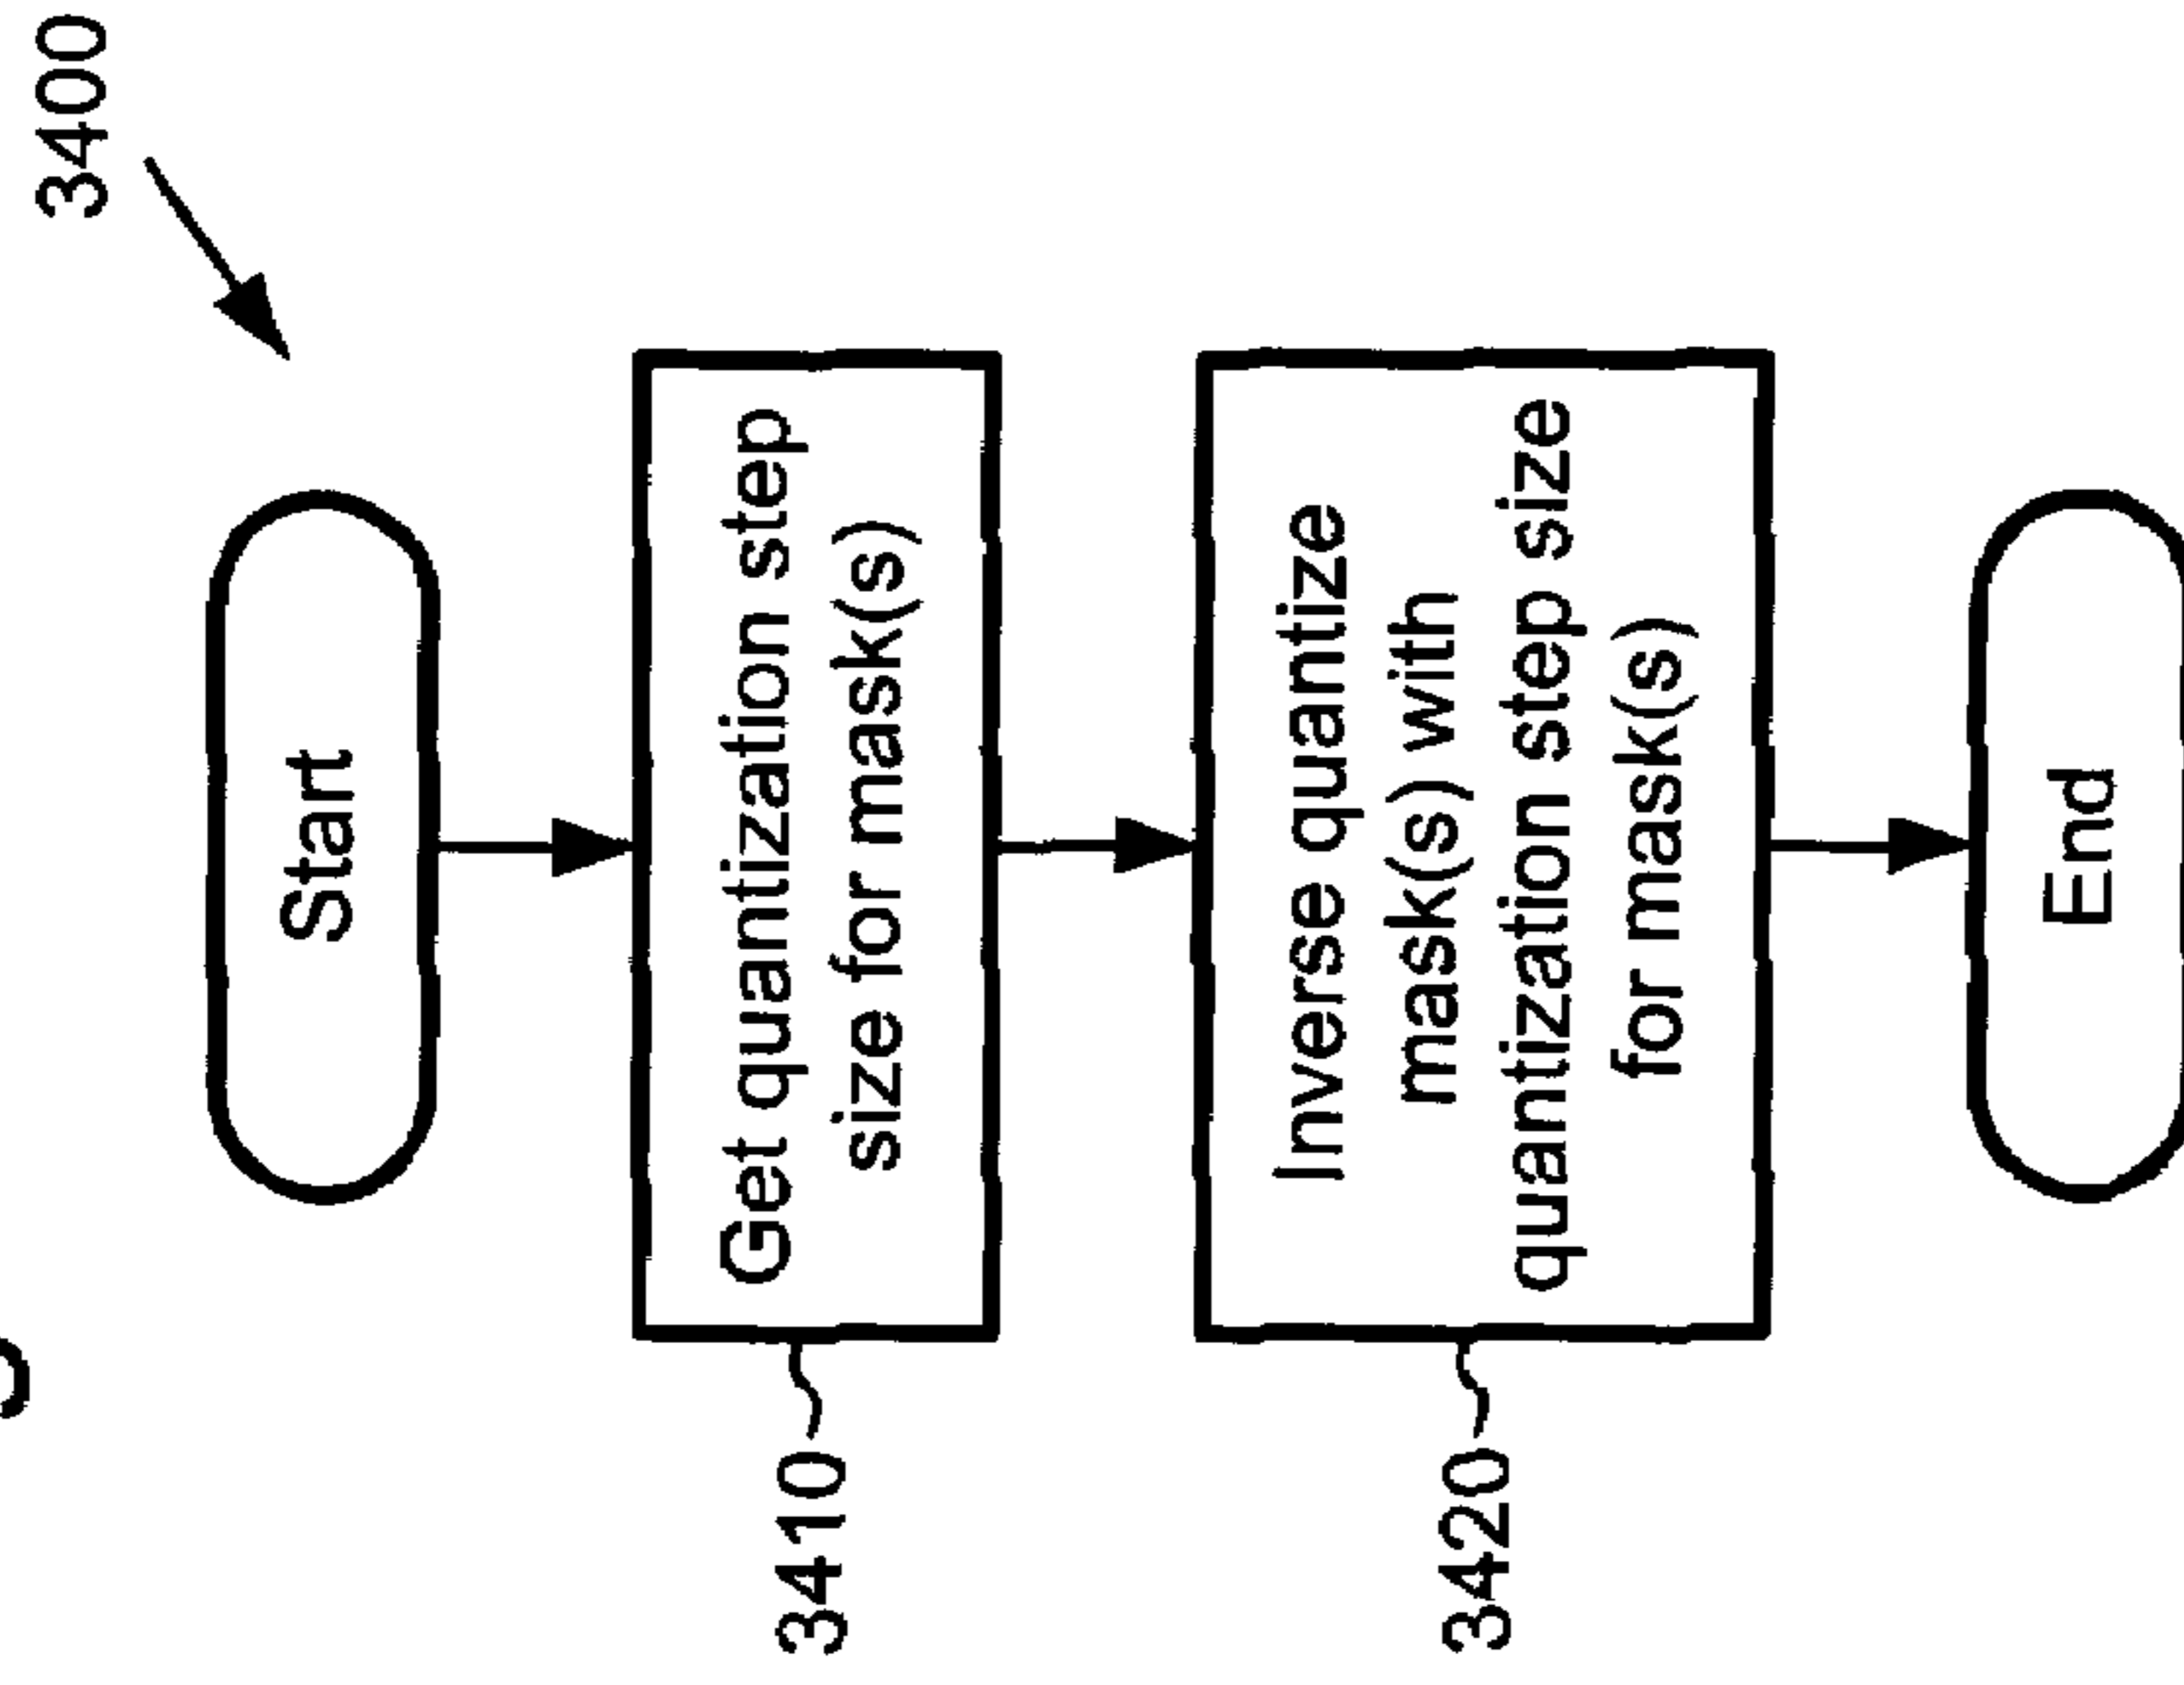 3400
Start
3410
Get quantization step
size for mask(s)
3420
Inverse quantize
mask(s) with
quantization step size
for mask(s)
End